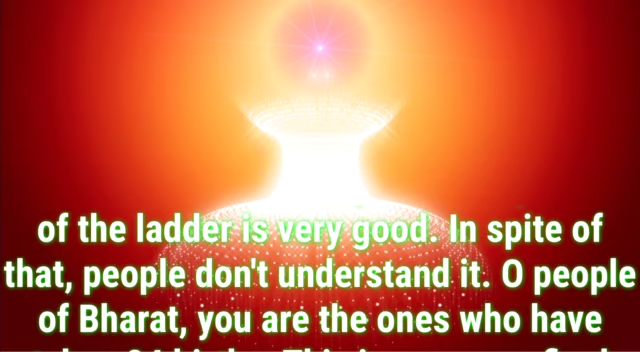 of the ladder is very good. In spite of
that, people don't understand it. O people
of Bharat, you are the ones who have